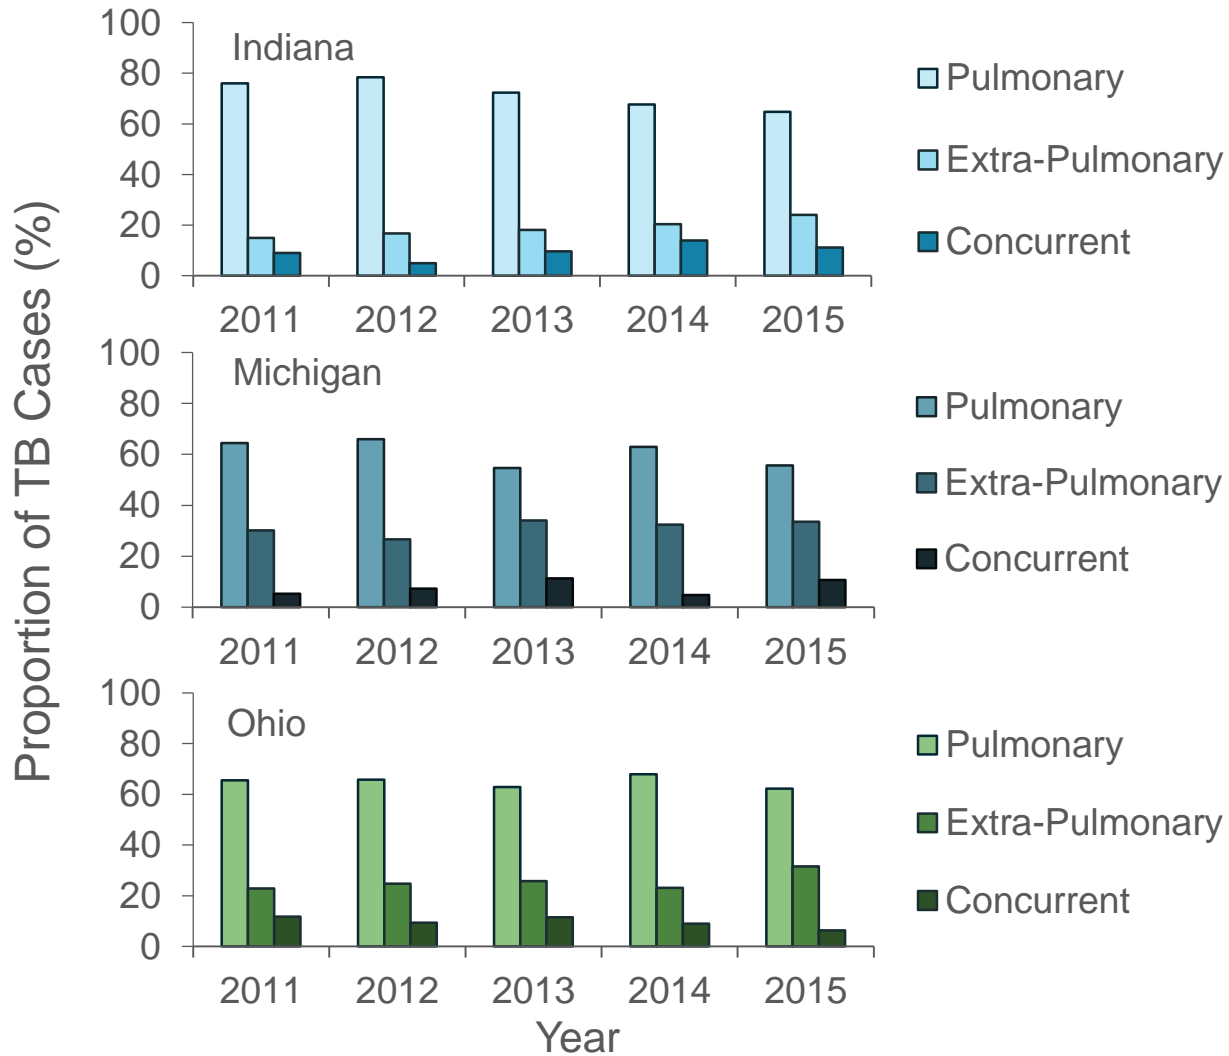 Proportion of TB Cases (%)
Indiana
100
80
60
40
20
0
2011 2012 2013 2014 2015
Pulmonary
Extra-Pulmonary
Concurrent
Michigan
100
80
60
40
20
0
2011 2012 2013 2014 2015
Pulmonary
Extra-Pulmonary
Concurrent
Ohio
100
80
60
40
20
0
2011 2012 2013 2014 2015
Pulmonary
Extra-Pulmonary
Concurrent
Year